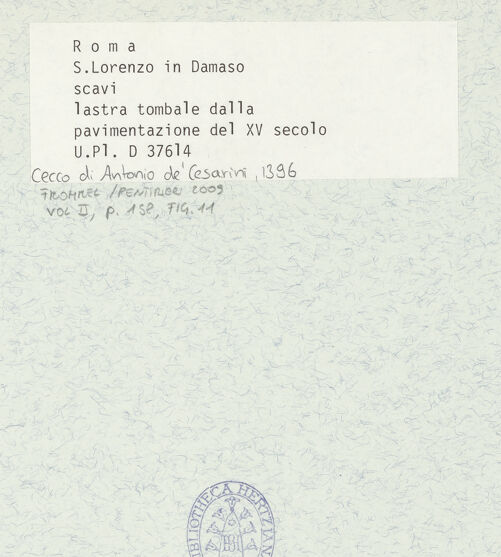 R o m a
S.Lorenzo in Damaso
scavi
lastra tombale dalla
pavimentazione del XV secolo
U.Pl. D 37614
Cecco di Antonio de' Cesarini, 1396
FROMMEL /PENTIRICCI 2009
VOL II, p. 158, FIG. 11
BIBLIOTHECA HERTZIAN